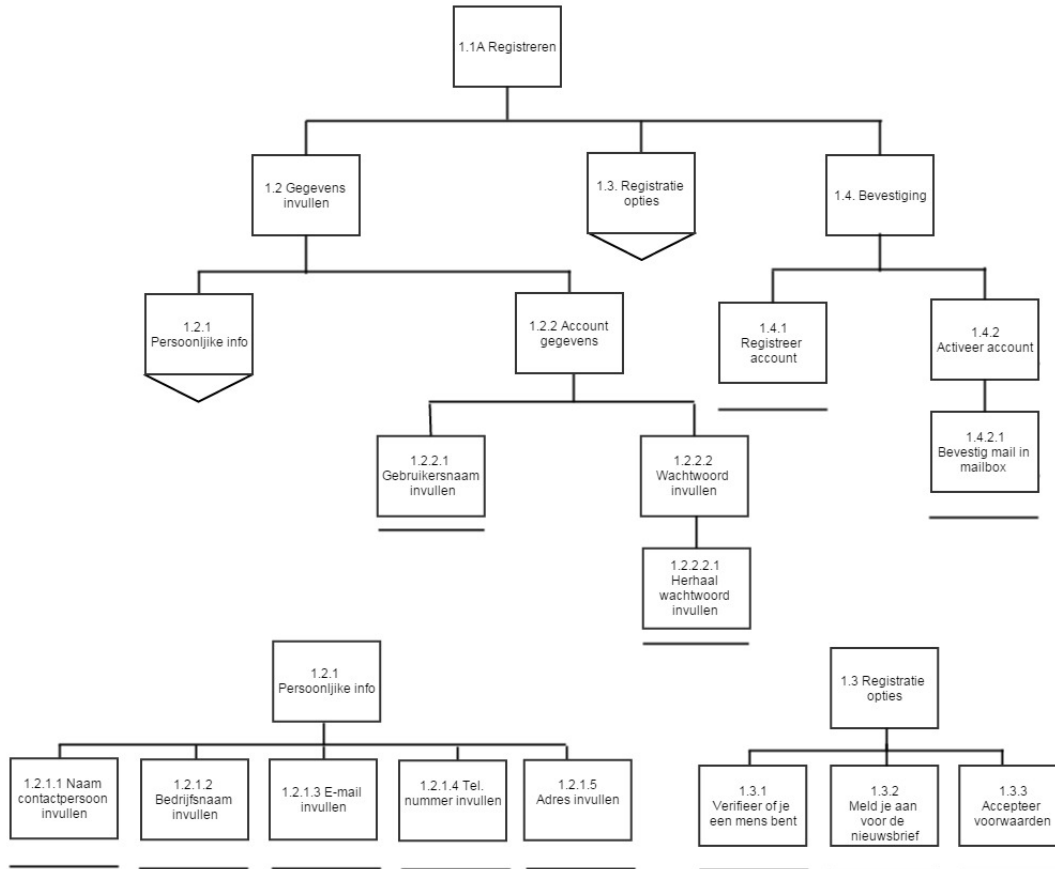 1.1A Registreren
1.2 Gegevens
invullen
1.3. Registratie
opties
1.4. Bevestiging
1.2.1
Persoonljike info
1.2.2 Account
gegevens
1.4.1
Registreer
account
1.4.2
Activeer account
1.2.2.1
Gebruikersnaam
invullen
1.2.2.2
Wachtwoord
invullen
1.4.2.1
Bevestig mail in
mailbox
1.2.2.2.1
Herhaal
wachtwoord
invullen
1.2.1
Persoonljike info
1.3 Registratie
opties
1.2.1.1 Naam
contactpersoon
invullen
1.2.1.2
Bedrijfsnaam
invullen
1.2.1.3 E-mail
invullen
1.2.1.4 Tel.
nummer invullen
1.2.1.5
Adres invullen
1.3.1
Verifieer of je
een mens bent
1.3.2
Meld je aan
voor de
nieuwsbrief
1.3.3
Accepteer
voorwaarden